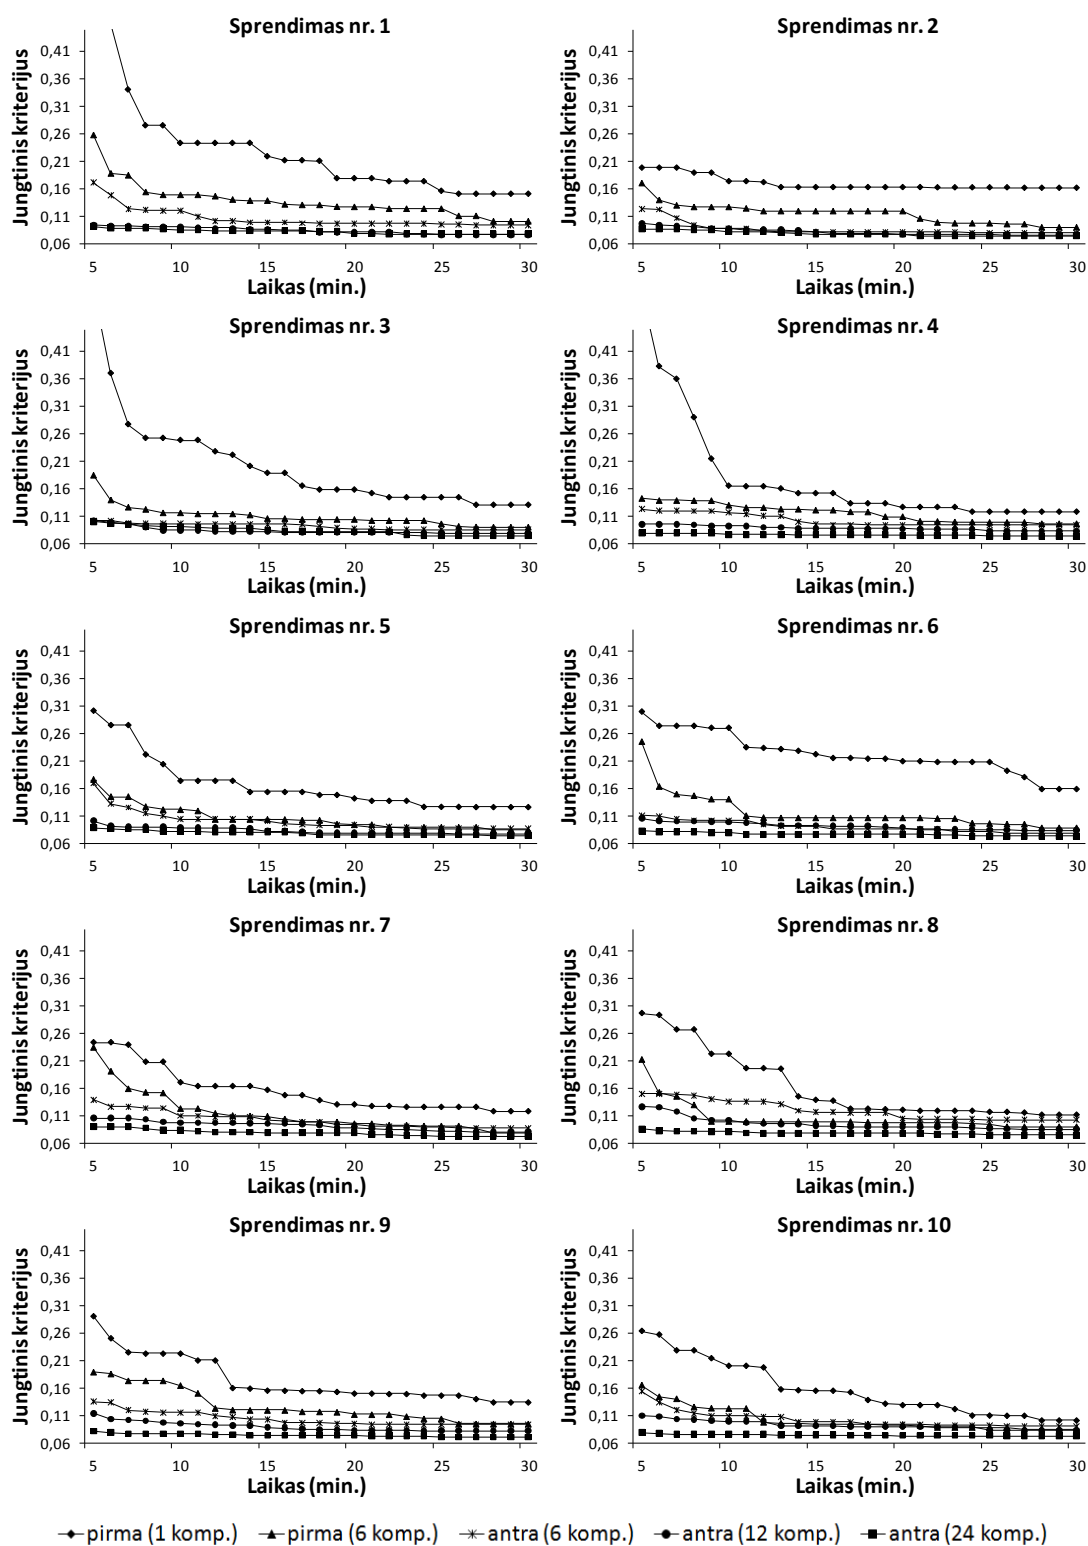 Sprendimas nr. 1
Jungtinis kriterijus
0,41
0,36
0,31
0,26
0,21
0,16
0,11
0,06
5 10 15 20 25 30
Laikas (min.)
Sprendimas nr. 2
Jungtinis kriterijus
0,41
0,36
0,31
0,26
0,21
0,16
0,11
0,06
5 10 15 20 25 30
Laikas (min.)
Sprendimas nr. 3
Jungtinis kriterijus
0,41
0,36
0,31
0,26
0,21
0,16
0,11
0,06
5 10 15 20 25 30
Laikas (min.)
Sprendimas nr. 4
Jungtinis kriterijus
0,41
0,36
0,31
0,26
0,21
0,16
0,11
0,06
5 10 15 20 25 30
Laikas (min.)
Sprendimas nr. 5
Jungtinis kriterijus
0,41
0,36
0,31
0,26
0,21
0,16
0,11
0,06
5 10 15 20 25 30
Laikas (min.)
Sprendimas nr. 6
Jungtinis kriterijus
0,41
0,36
0,31
0,26
0,21
0,16
0,11
0,06
5 10 15 20 25 30
Laikas (min.)
Sprendimas nr. 7
Jungtinis kriterijus
0,41
0,36
0,31
0,26
0,21
0,16
0,11
0,06
5 10 15 20 25 30
Laikas (min.)
Sprendimas nr. 8
Jungtinis kriterijus
0,41
0,36
0,31
0,26
0,21
0,16
0,11
0,06
5 10 15 20 25 30
Laikas (min.)
Sprendimas nr. 9
Jungtinis kriterijus
0,41
0,36
0,31
0,26
0,21
0,16
0,11
0,06
5 10 15 20 25 30
Laikas (min.)
Sprendimas nr. 10
Jungtinis kriterijus
0,41
0,36
0,31
0,26
0,21
0,16
0,11
0,06
5 10 15 20 25 30
Laikas (min.)
pirma (1 komp.) pirma (6 komp.) antra (6 komp.) antra (12 komp.) antra (24 komp.)